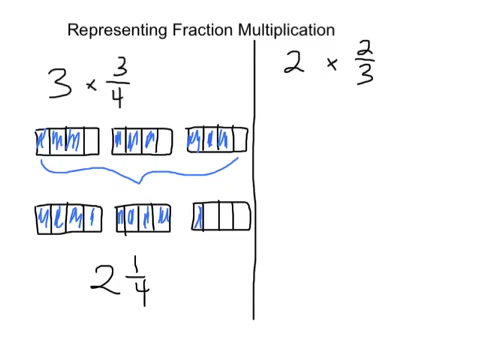 Representing Fraction Multiplication
3 × 3/4
2 × 2/3
2 1/4